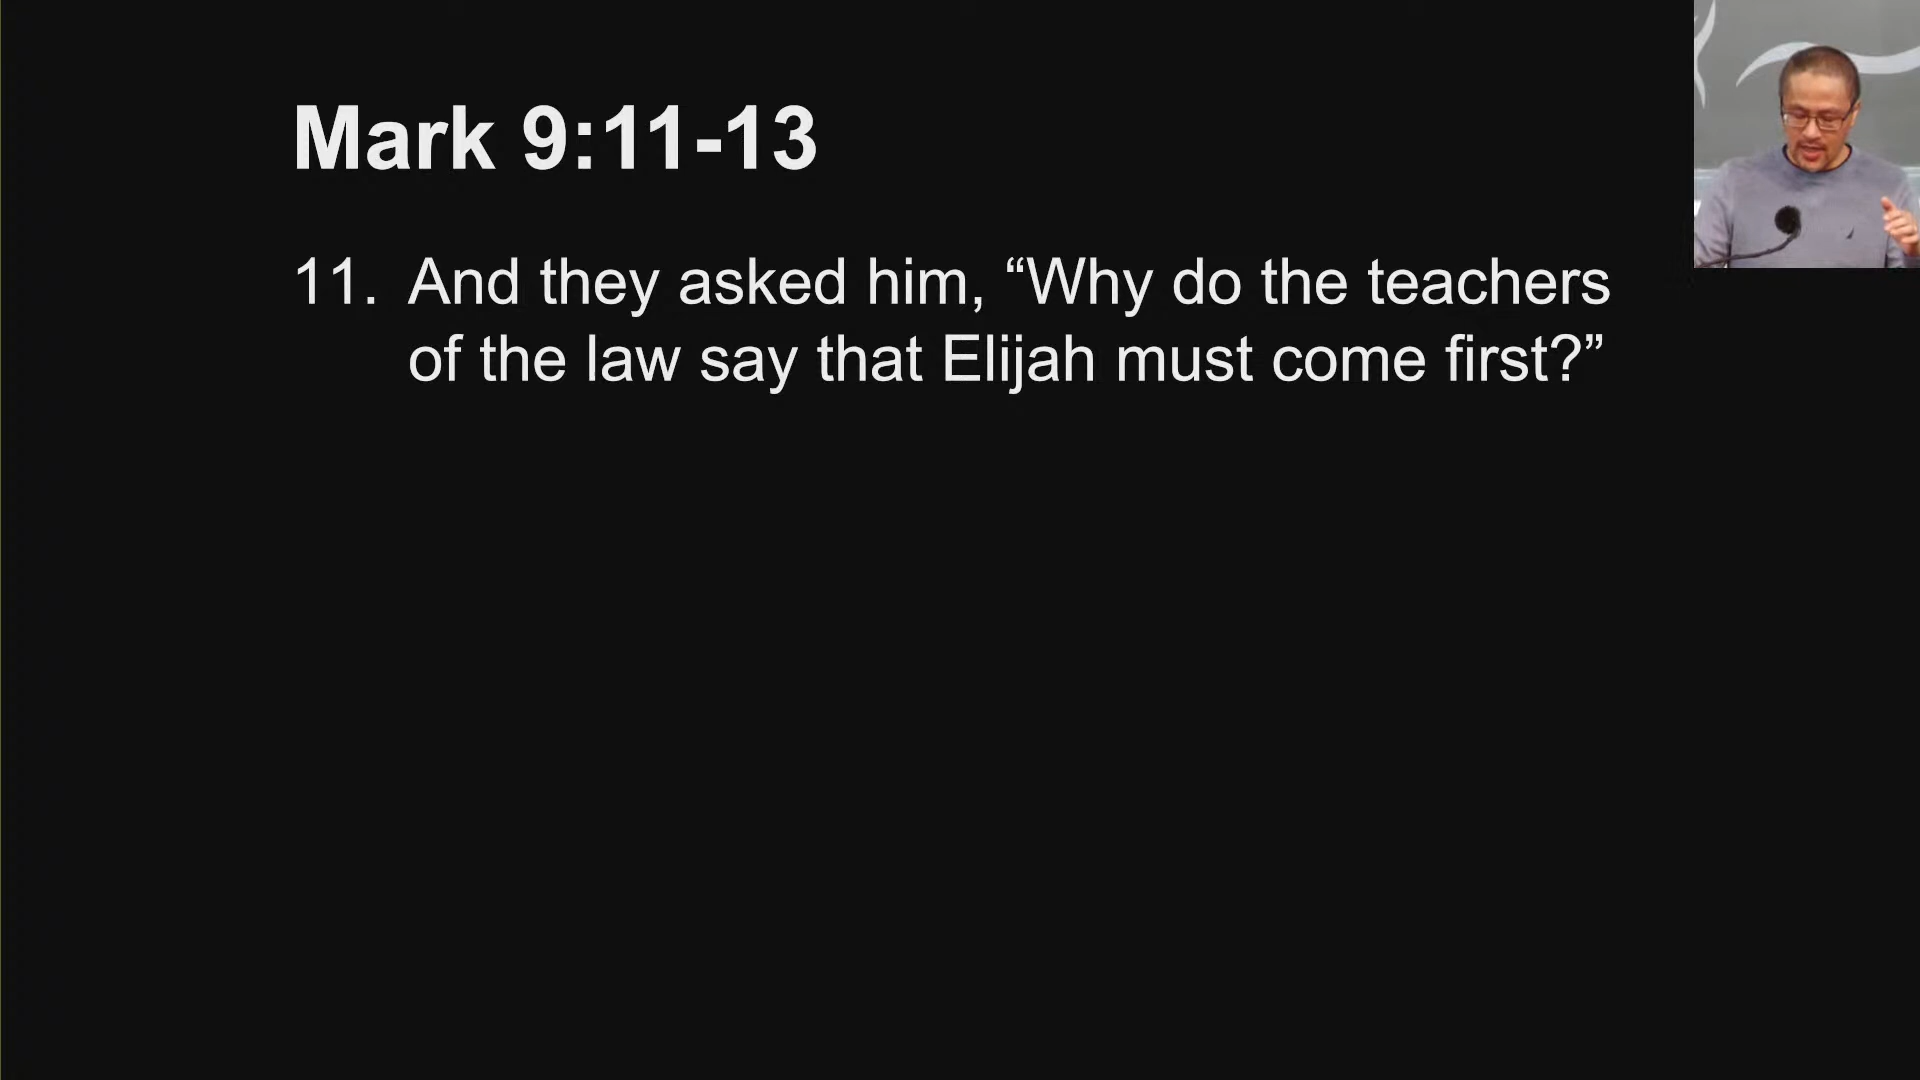 Mark 9:11-13
11. And they asked him, “Why do the teachers
of the law say that Elijah must come first?”